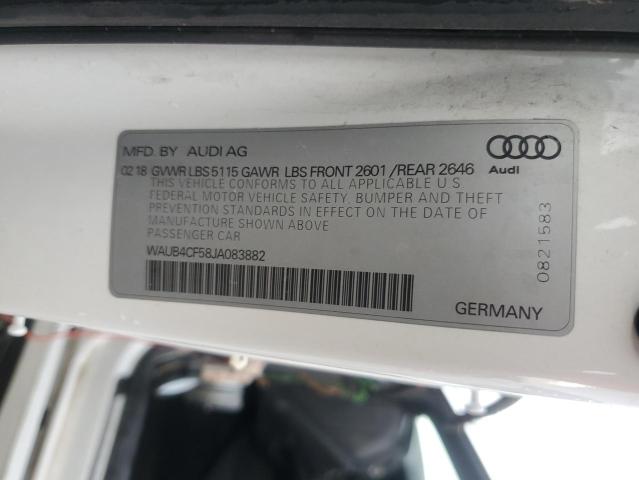 MFD. BY AUDI AG
02 18 GVWR LBS 5115 GAWR LBS FRONT 2601 /REAR 2646
THIS VEHICLE CONFORMS TO ALL APPLICABLE U S
FEDERAL MOTOR VEHICLE SAFETY, BUMPER AND THEFT
PREVENTION STANDARDS IN EFFECT ON THE DATE OF
MANUFACTURE SHOWN ABOVE
PASSENGER CAR
WAUB4CF58JA083882
Audi
0821583
GERMANY